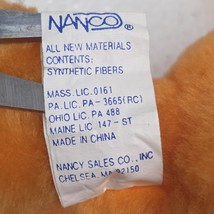 NANCO®
ALL NEW MATERIALS
CONTENTS:
SYNTHETIC FIBERS
MASS. LIC. 0161
PA. LIC. PA-3665(RC)
OHIO LIC. PA 488
MAINE LIC. 147-ST
MADE IN CHINA
NANCY SALES CO., INC
CHELSEA, MA 02150